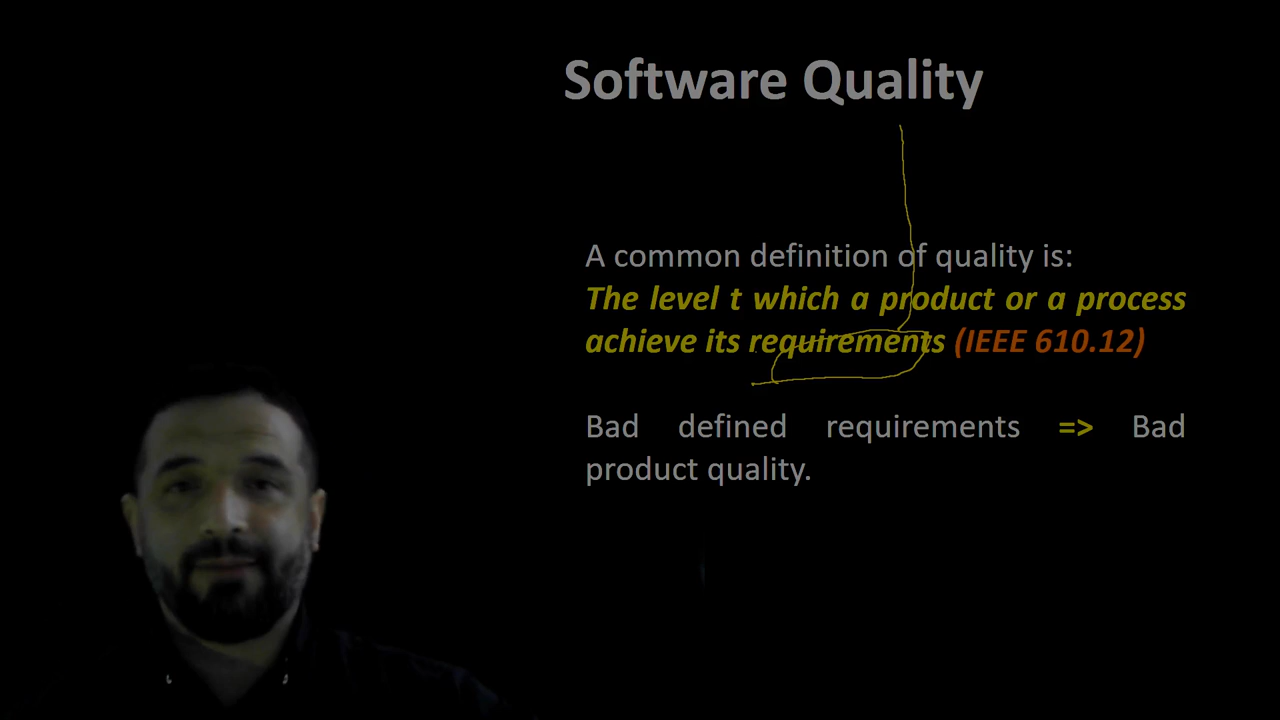 Software Quality
A common definition of quality is:
The level t which a product or a process
achieve its requirements (IEEE 610.12)
Bad defined requirements => Bad
product quality.